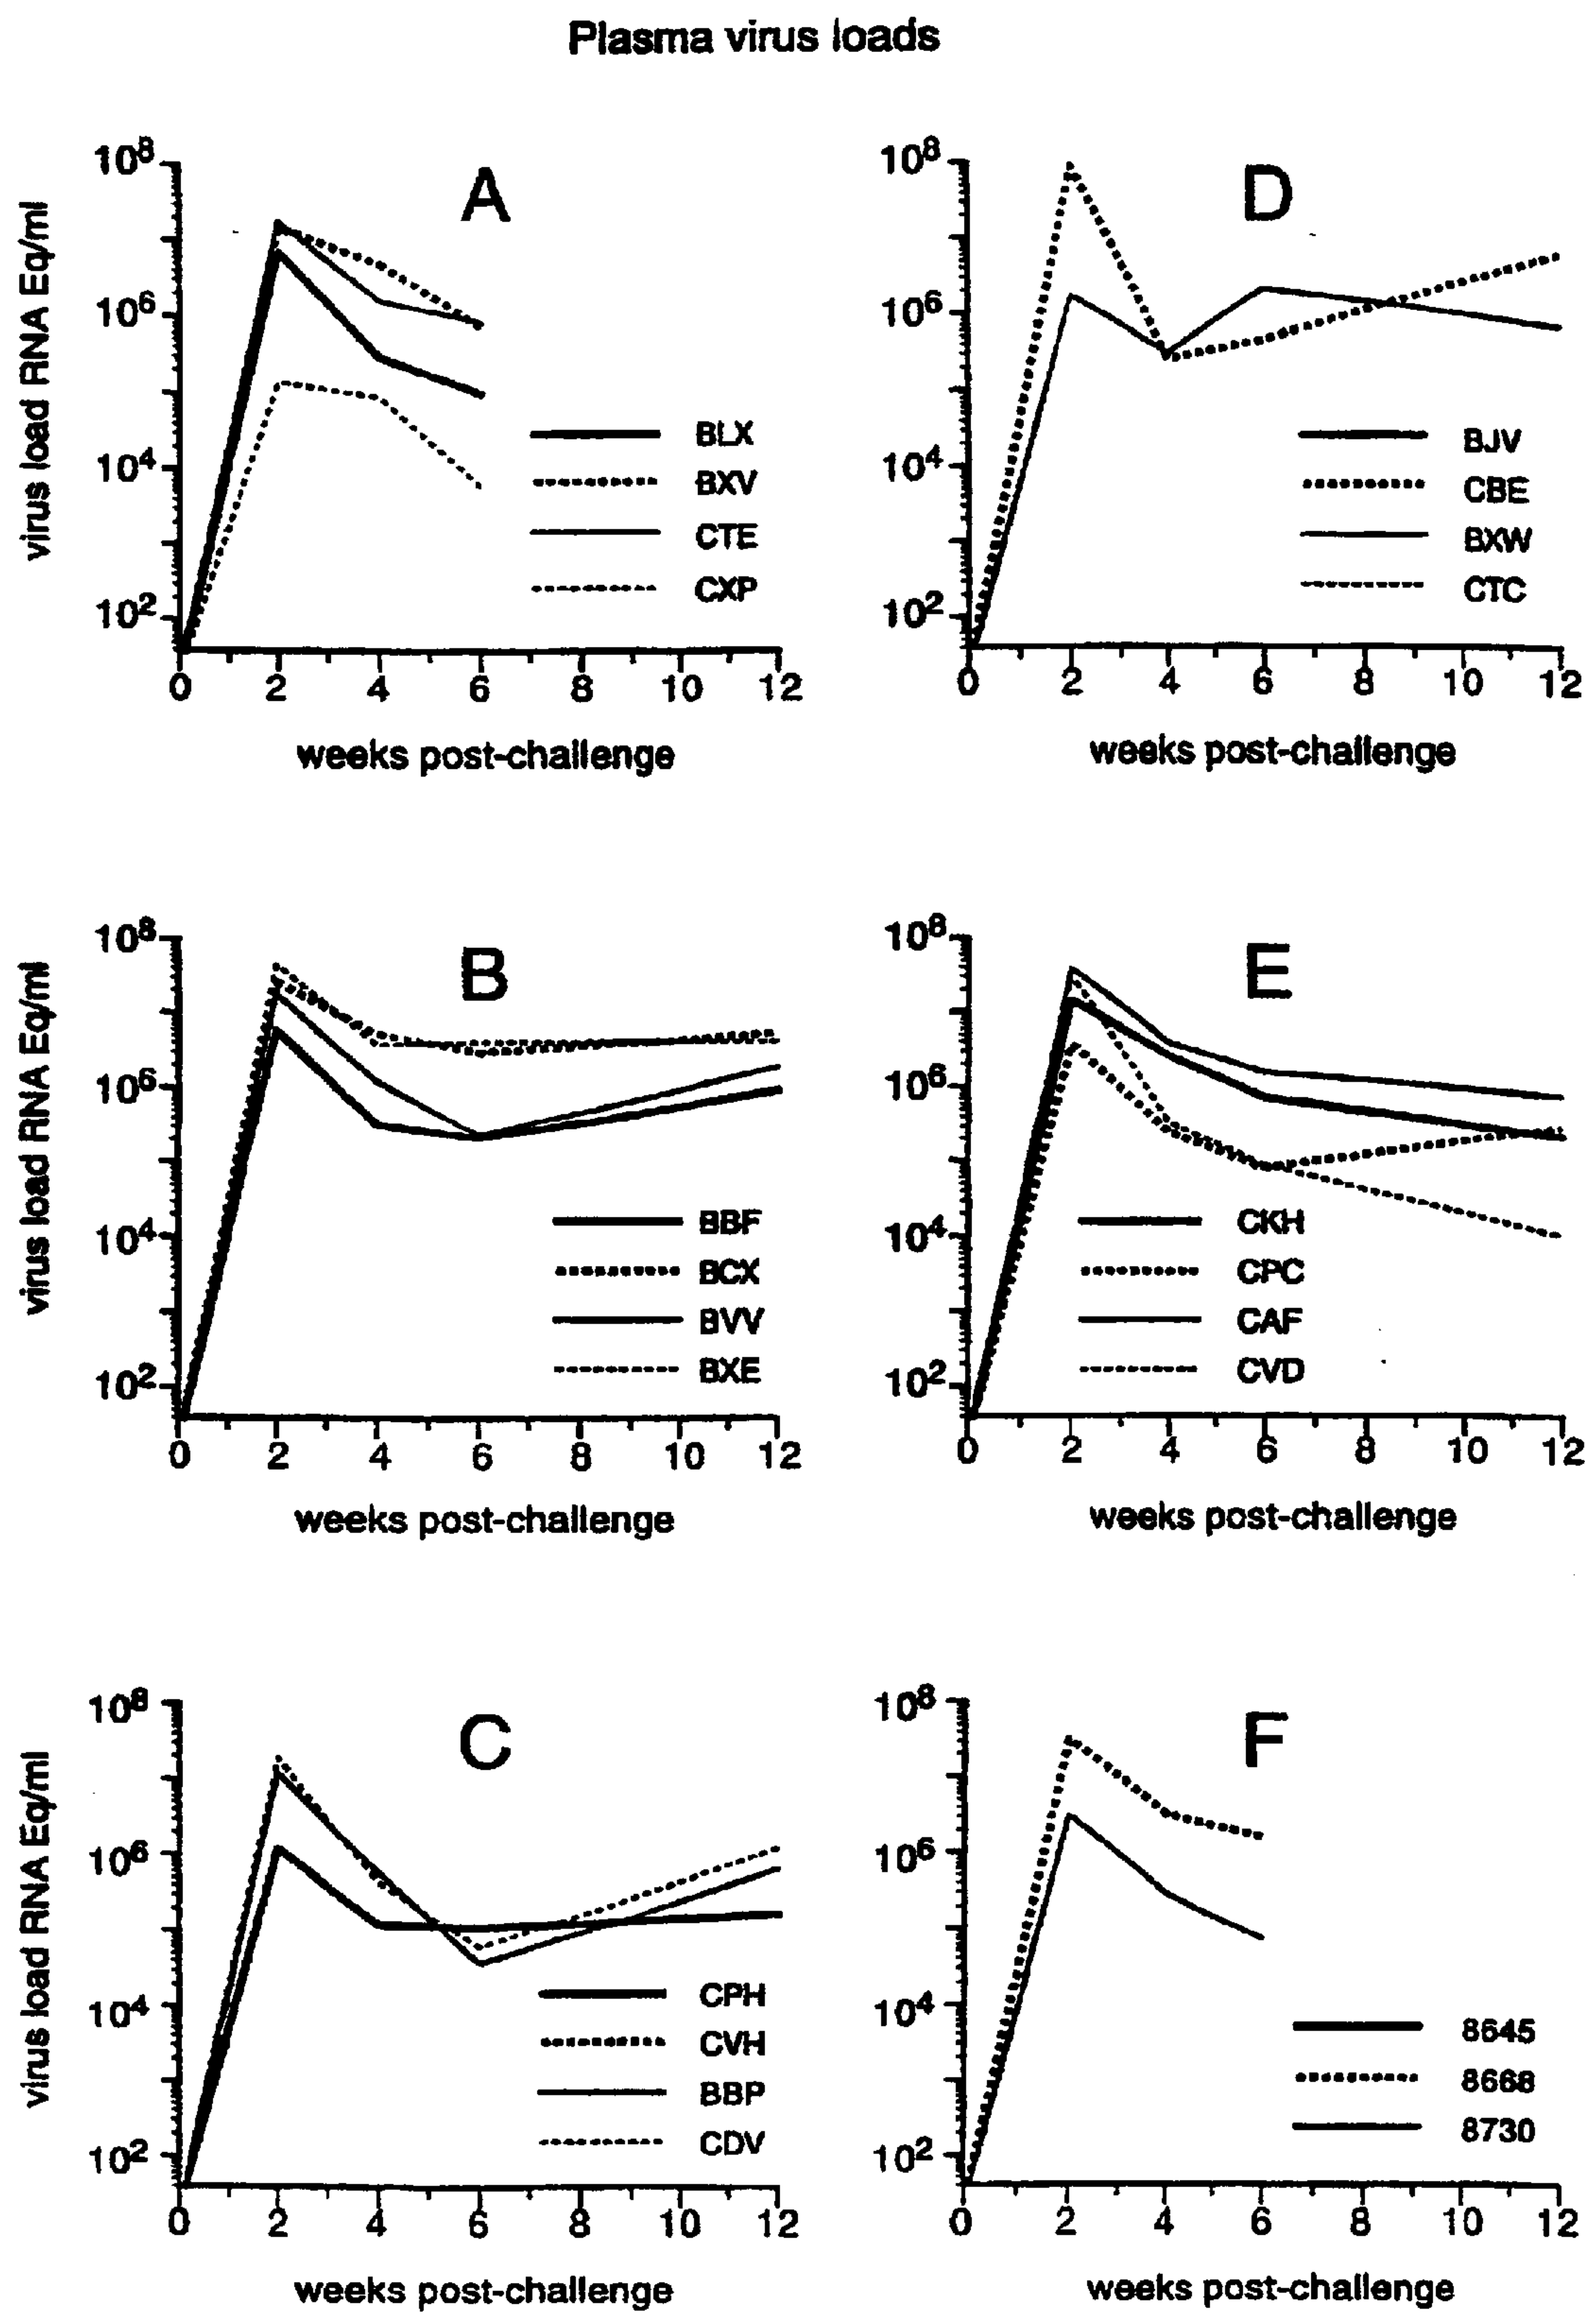 Plasma virus loads
A
virus load RNA Eq/ml
10⁸
10⁶
10⁴
10²
BLX
BXV
CTE
CXP
0 2 4 6 8 10 12
weeks post-challenge
D
10⁸
10⁶
10⁴
10²
BJV
CBE
BXW
CTC
0 2 4 6 8 10 12
weeks post-challenge
B
virus load RNA Eq/ml
10⁸
10⁶
10⁴
10²
BBF
BCX
BVV
BXE
0 2 4 6 8 10 12
weeks post-challenge
E
10⁸
10⁶
10⁴
10²
CKH
CPC
CAF
CVD
0 2 4 6 8 10 12
weeks post-challenge
C
virus load RNA Eq/ml
10⁸
10⁶
10⁴
10²
CPH
CVH
BBP
CDV
0 2 4 6 8 10 12
weeks post-challenge
F
10⁸
10⁶
10⁴
10²
8645
8668
8730
0 2 4 6 8 10 12
weeks post-challenge